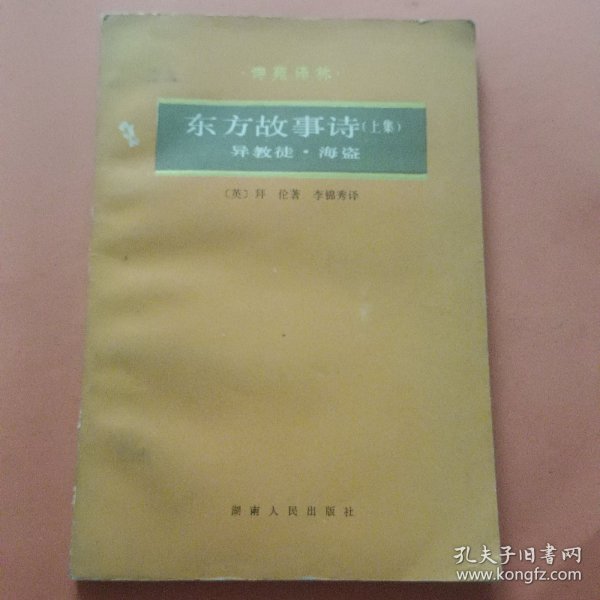 ·诗苑译林·
东方故事诗(上集)
异教徒·海盗
〔英〕拜 伦著 李锦秀译
湖南人民出版社
孔夫子旧书网
www.kongfz.com